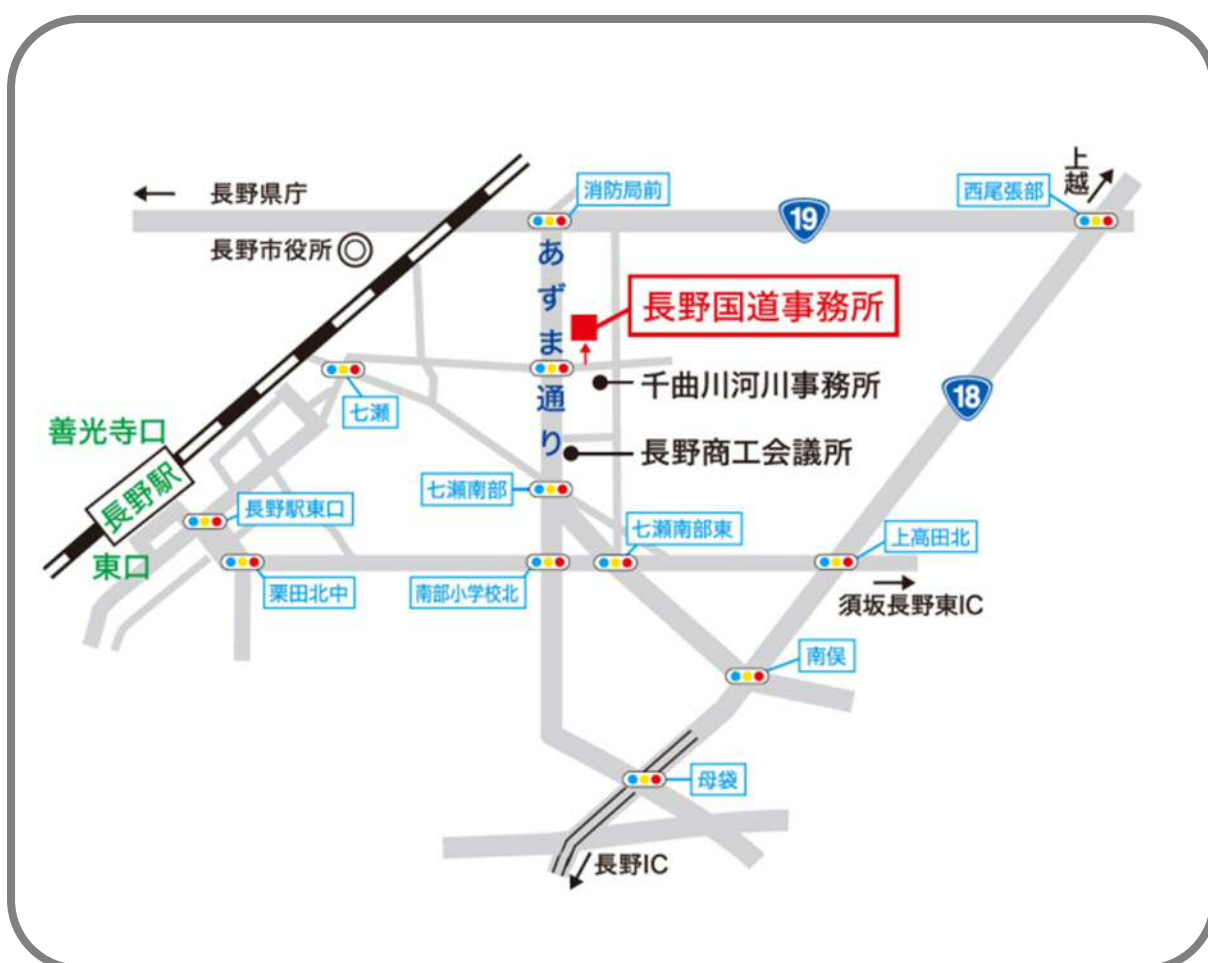 上越
長野県庁
消防局前
西尾張部
19
長野市役所
あずま通り
長野国道事務所
千曲川河川事務所
18
七瀬
善光寺口
長野商工会議所
長野駅
七瀬南部
長野駅東口
七瀬南部東
上高田北
東口
栗田北中
南部小学校北
須坂長野東IC
南俣
母袋
長野IC